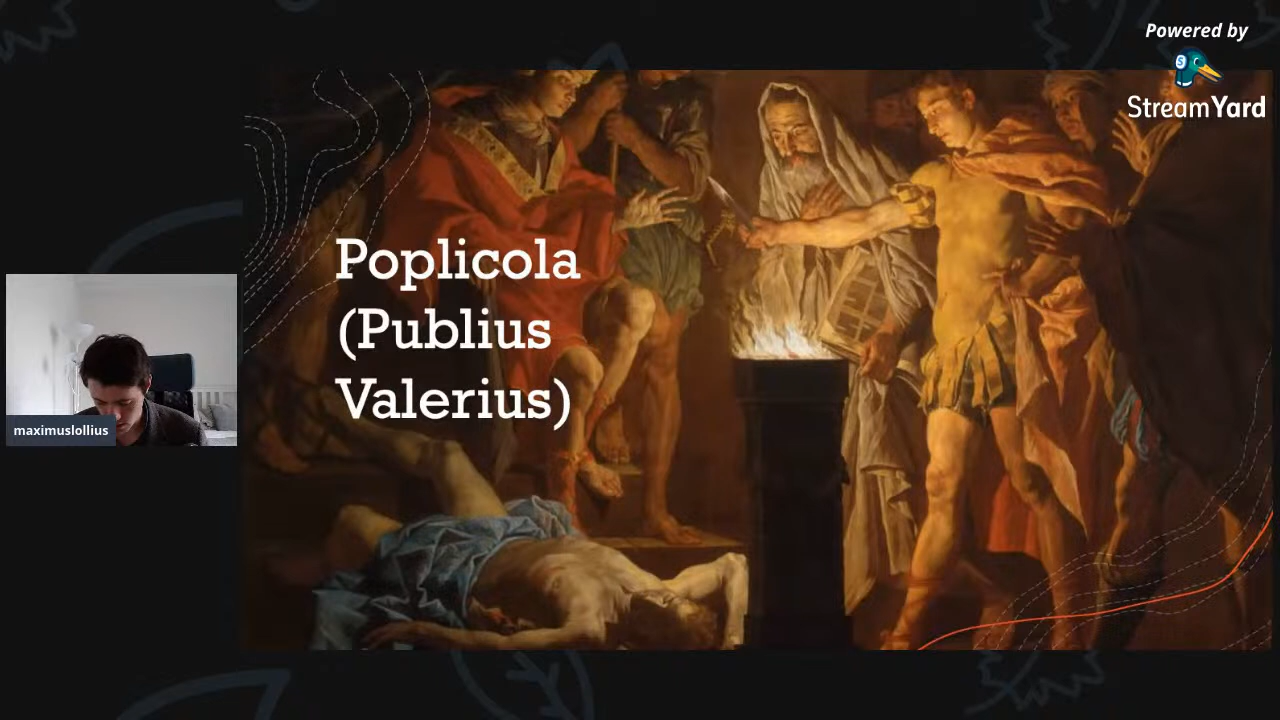 Powered by
StreamYard
Poplicola
(Publius
Valerius)
maximuslollius